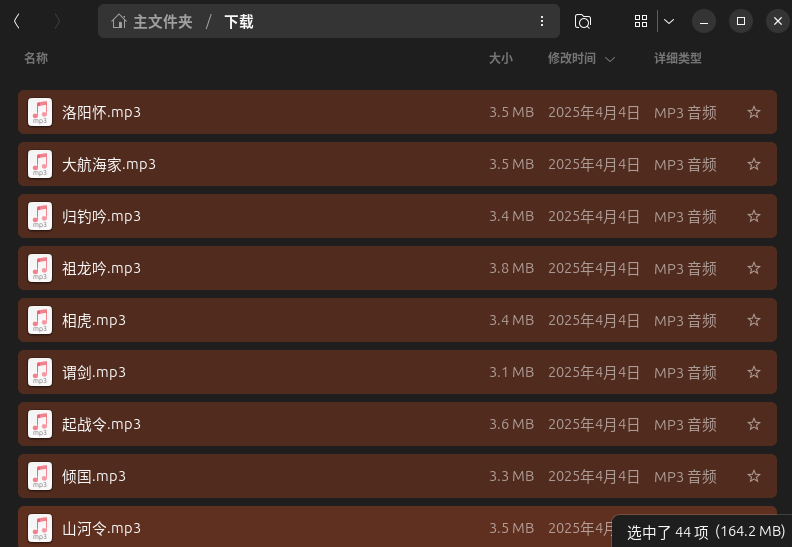 主文件夹 / 下载
名称 大小 修改时间 详细类型
洛阳怀.mp3 3.5 MB 2025年4月4日 MP3 音频
大航海家.mp3 3.5 MB 2025年4月4日 MP3 音频
归钓吟.mp3 3.4 MB 2025年4月4日 MP3 音频
祖龙吟.mp3 3.8 MB 2025年4月4日 MP3 音频
相虎.mp3 3.4 MB 2025年4月4日 MP3 音频
谓剑.mp3 3.1 MB 2025年4月4日 MP3 音频
起战令.mp3 3.6 MB 2025年4月4日 MP3 音频
倾国.mp3 3.3 MB 2025年4月4日 MP3 音频
山河令.mp3 3.5 MB 2025年4月
选中了 44 项 (164.2 MB)